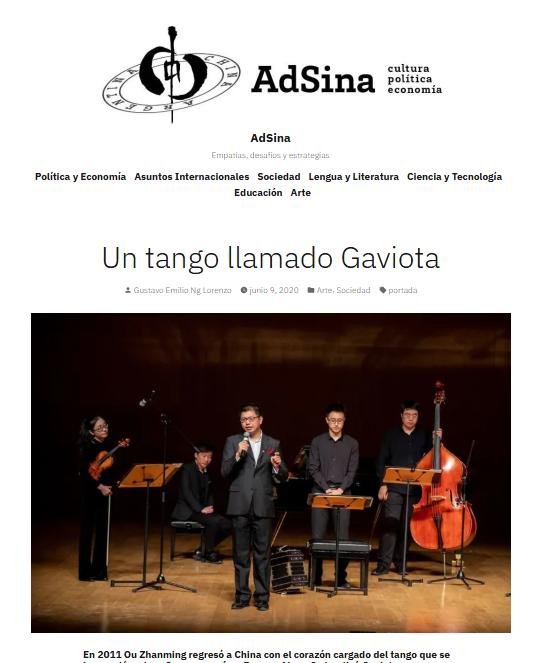 CHINA
ARGENTINA
AdSina
cultura
política
economía
AdSina
Empatías, desafíos y estrategias
Política y Economía Asuntos Internacionales Sociedad Lengua y Literatura Ciencia y Tecnología
Educación Arte
Un tango llamado Gaviota
Gustavo Emilio Ng Lorenzo junio 9, 2020 Arte, Sociedad portada
En 2011 Ou Zhanming regresó a China con el corazón cargado del tango que se